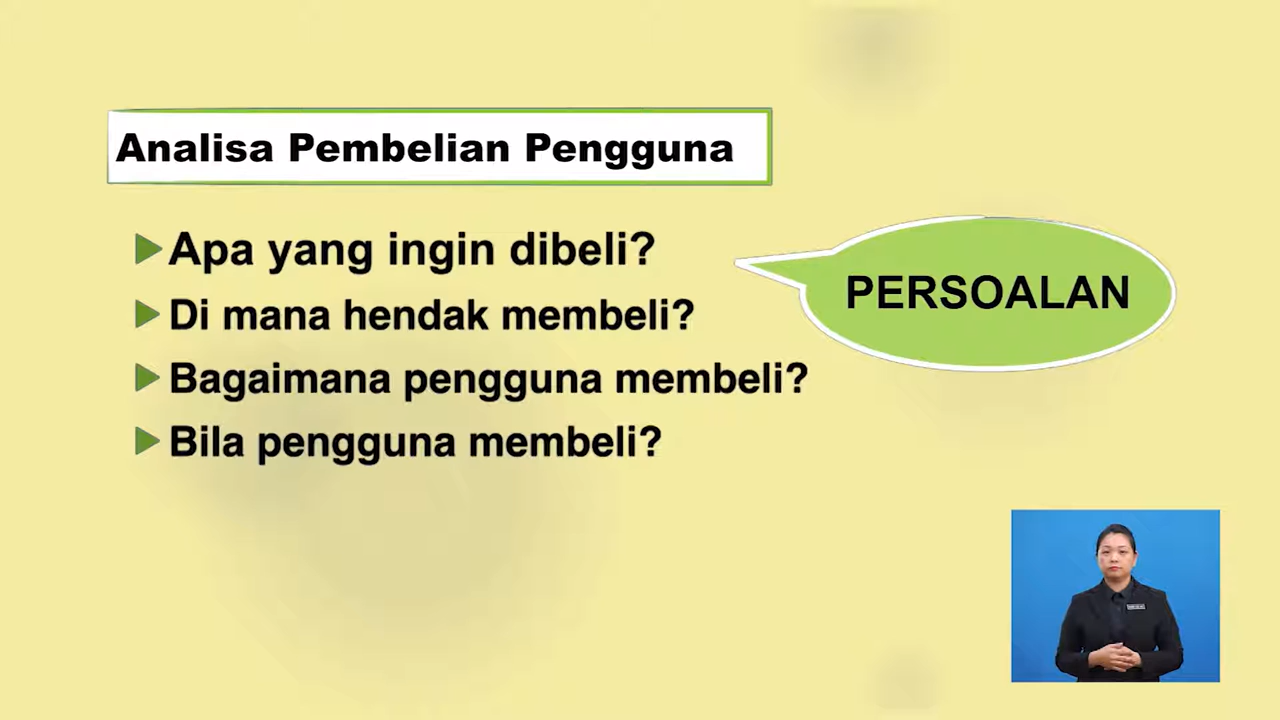 Analisa Pembelian Pengguna
Apa yang ingin dibeli?
Di mana hendak membeli?
Bagaimana pengguna membeli?
Bila pengguna membeli?
PERSOALAN